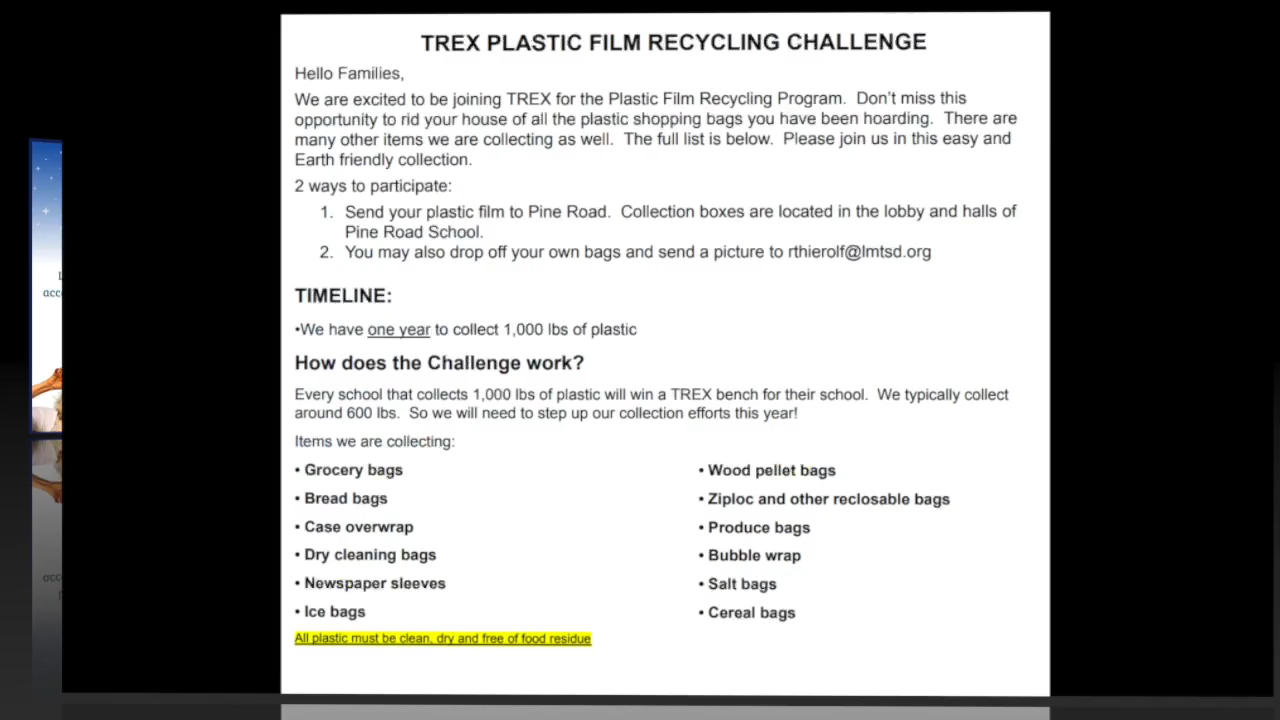 TREX PLASTIC FILM RECYCLING CHALLENGE
Hello Families,
We are excited to be joining TREX for the Plastic Film Recycling Program.  Don't miss this
opportunity to rid your house of all the plastic shopping bags you have been hoarding.  There are
many other items we are collecting as well.  The full list is below.  Please join us in this easy and
Earth friendly collection.
2 ways to participate:
1. Send your plastic film to Pine Road.  Collection boxes are located in the lobby and halls of
Pine Road School.
2. You may also drop off your own bags and send a picture to rthierolf@lmtsd.org
TIMELINE:
•We have one year to collect 1,000 lbs of plastic
How does the Challenge work?
Every school that collects 1,000 lbs of plastic will win a TREX bench for their school.  We typically collect
around 600 lbs.  So we will need to step up our collection efforts this year!
Items we are collecting:
• Grocery bags
• Bread bags
• Case overwrap
• Dry cleaning bags
• Newspaper sleeves
• Ice bags
• Wood pellet bags
• Ziploc and other reclosable bags
• Produce bags
• Bubble wrap
• Salt bags
• Cereal bags
All plastic must be clean, dry and free of food residue